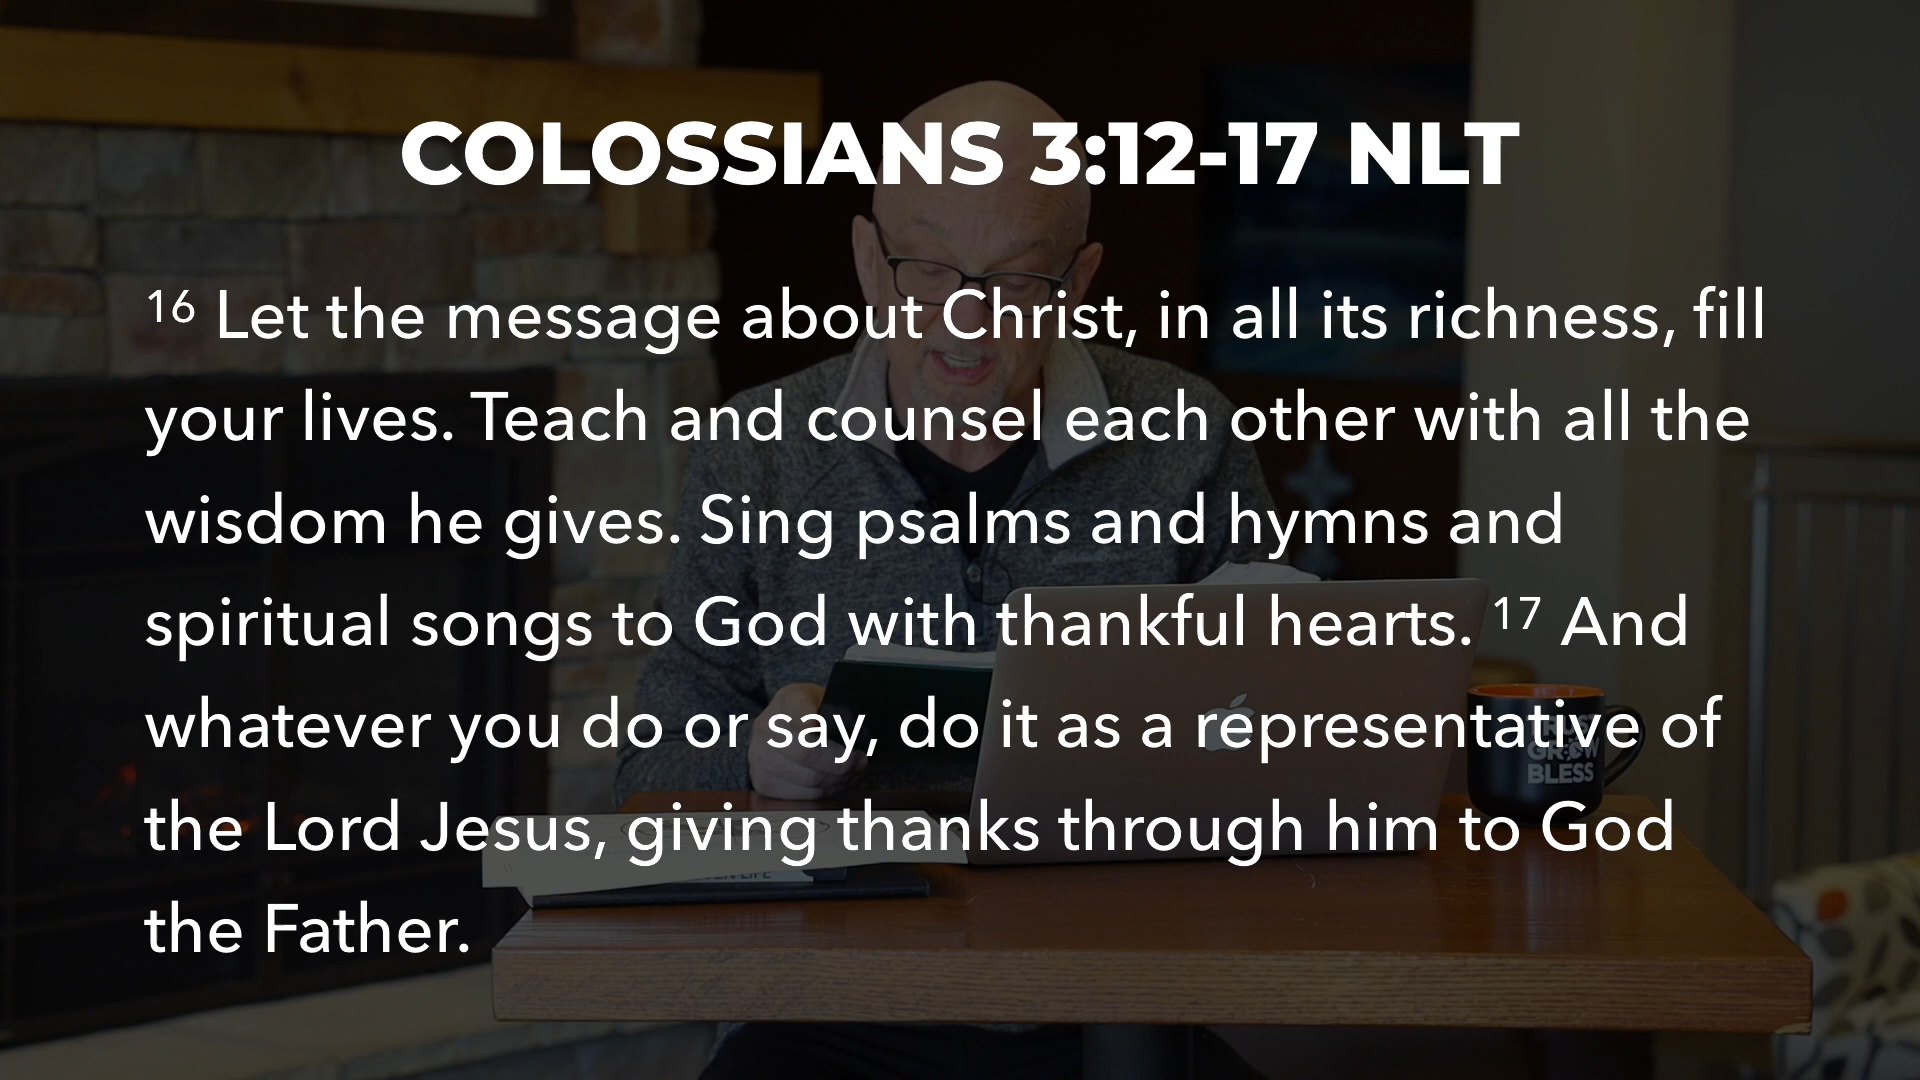 COLOSSIANS 3:12-17 NLT
16 Let the message about Christ, in all its richness, fill
your lives. Teach and counsel each other with all the
wisdom he gives. Sing psalms and hymns and
spiritual songs to God with thankful hearts. 17 And
whatever you do or say, do it as a representative of
the Lord Jesus, giving thanks through him to God
the Father.
GROW
BLESS